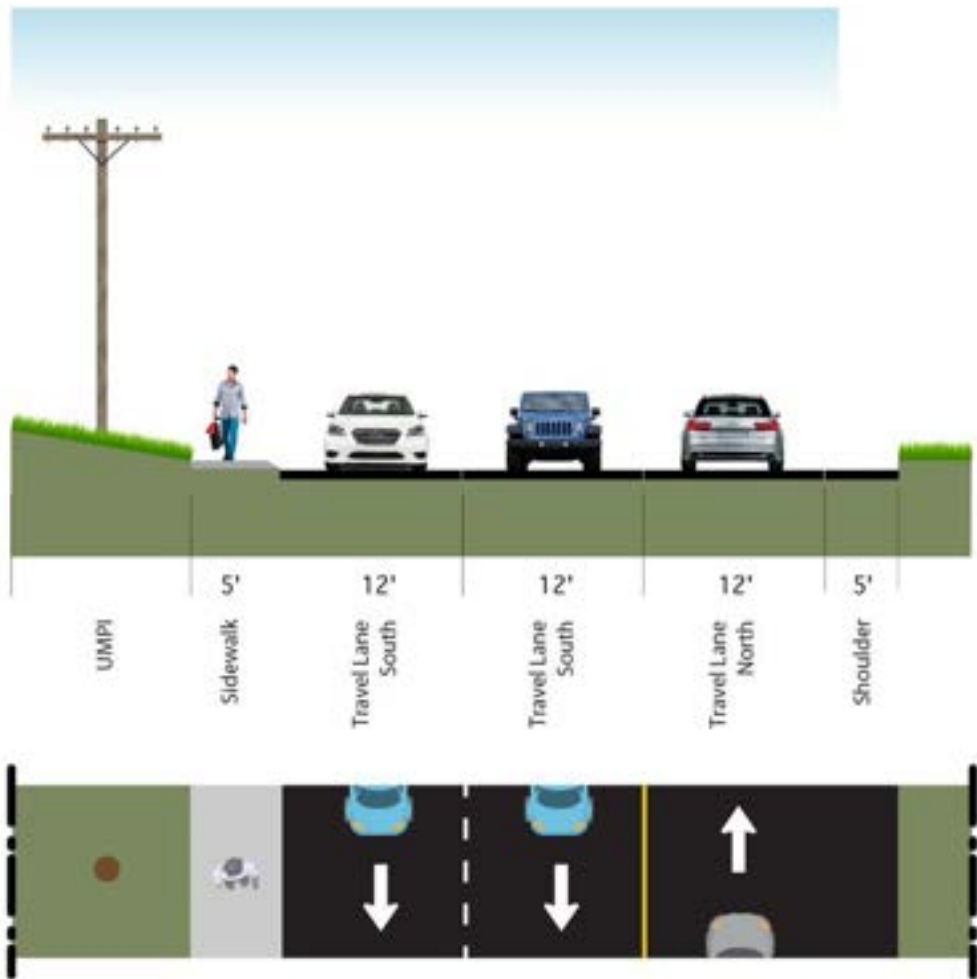 5'
12'
12'
12'
5'
UMPI
Sidewalk
Travel Lane
South
Travel Lane
South
Travel Lane
North
Shoulder